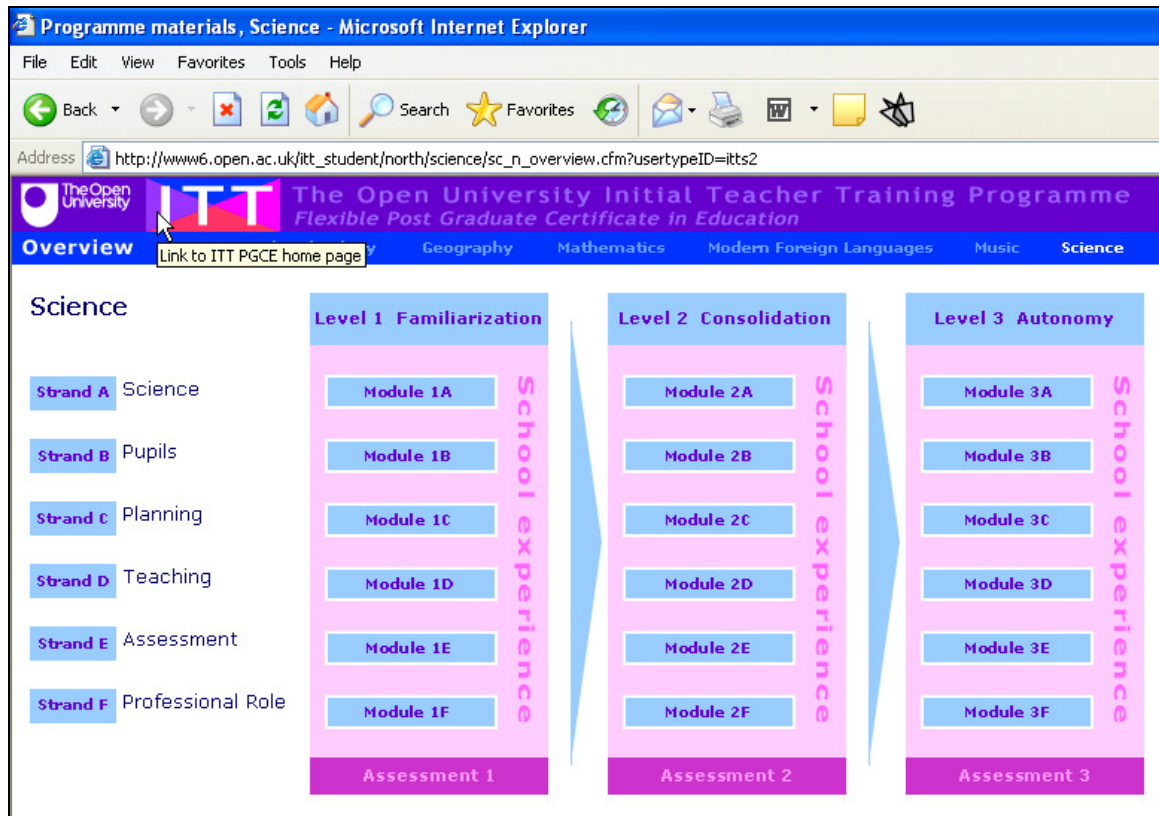 Programme materials, Science - Microsoft Internet Explorer
File Edit View Favorites Tools Help
Back Search Favorites
Address http://www6.open.ac.uk/itt_student/north/science/sc_n_overview.cfm?usertypeID=itts2
The Open University ITT The Open University Initial Teacher Training Programme
Flexible Post Graduate Certificate in Education
Overview Geography Mathematics Modern Foreign Languages Music Science
Link to ITT PGCE home page
Science
Level 1 Familiarization Level 2 Consolidation Level 3 Autonomy
Strand A Science Module 1A Module 2A Module 3A
Strand B Pupils Module 1B Module 2B Module 3B
Strand C Planning Module 1C Module 2C Module 3C
Strand D Teaching Module 1D Module 2D Module 3D
Strand E Assessment Module 1E Module 2E Module 3E
Strand F Professional Role Module 1F Module 2F Module 3F
School experience School experience School experience
Assessment 1 Assessment 2 Assessment 3